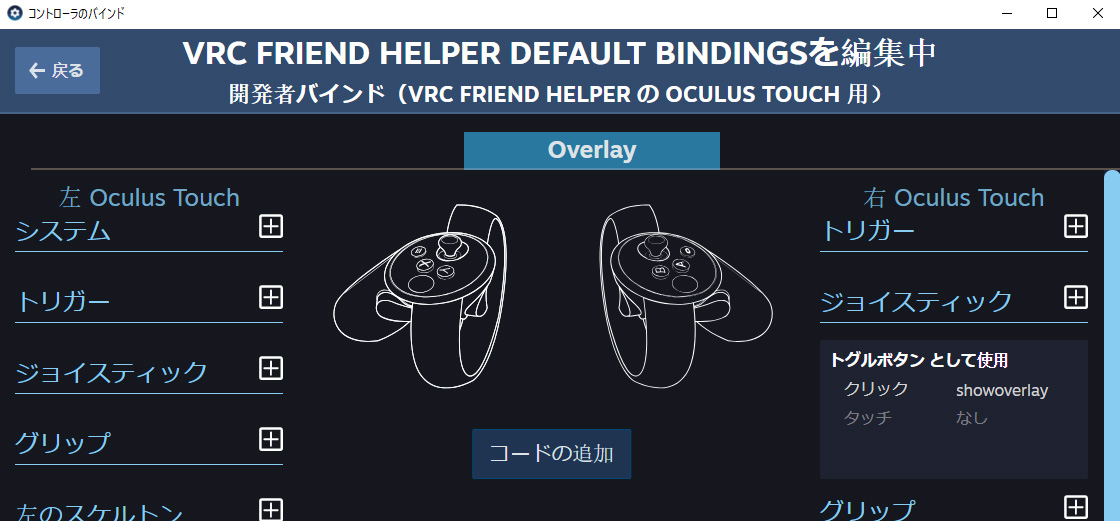 コントローラのバインド
← 戻る
VRC FRIEND HELPER DEFAULT BINDINGSを編集中
開発者バインド（VRC FRIEND HELPER の OCULUS TOUCH 用）
Overlay
左 Oculus Touch
システム
トリガー
ジョイスティック
グリップ
左のスケルトン
X
Y
B
A
コードの追加
右 Oculus Touch
トリガー
ジョイスティック
トグルボタン として使用
クリック showoverlay
タッチ なし
グリップ